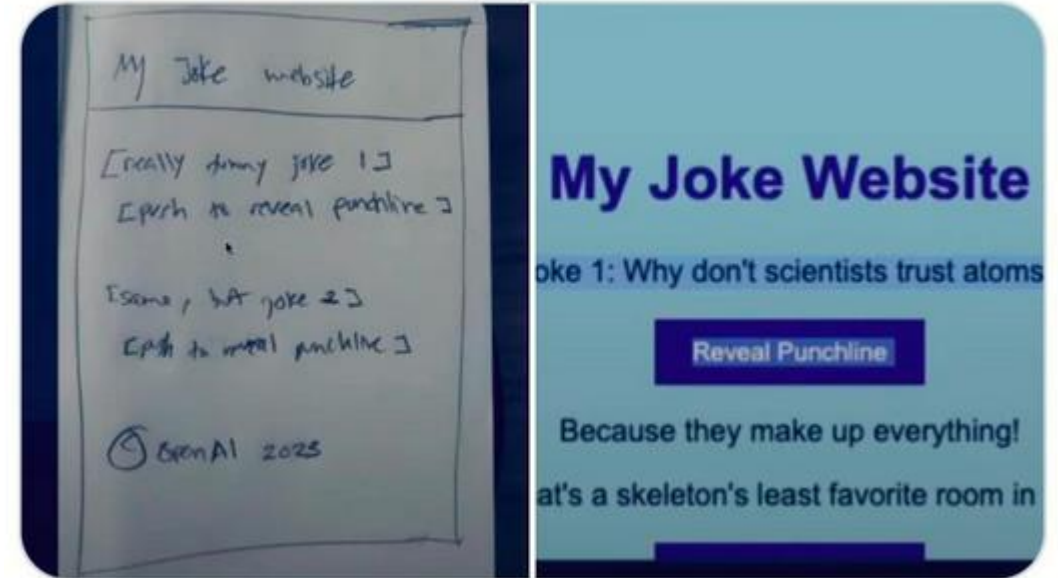 My Joke website
[really funny joke 1]
[push to reveal punchline]
[same, but joke 2]
[push to reveal punchline]
© OpenAI 2023
My Joke Website
oke 1: Why don't scientists trust atoms
Reveal Punchline
Because they make up everything!
at's a skeleton's least favorite room in